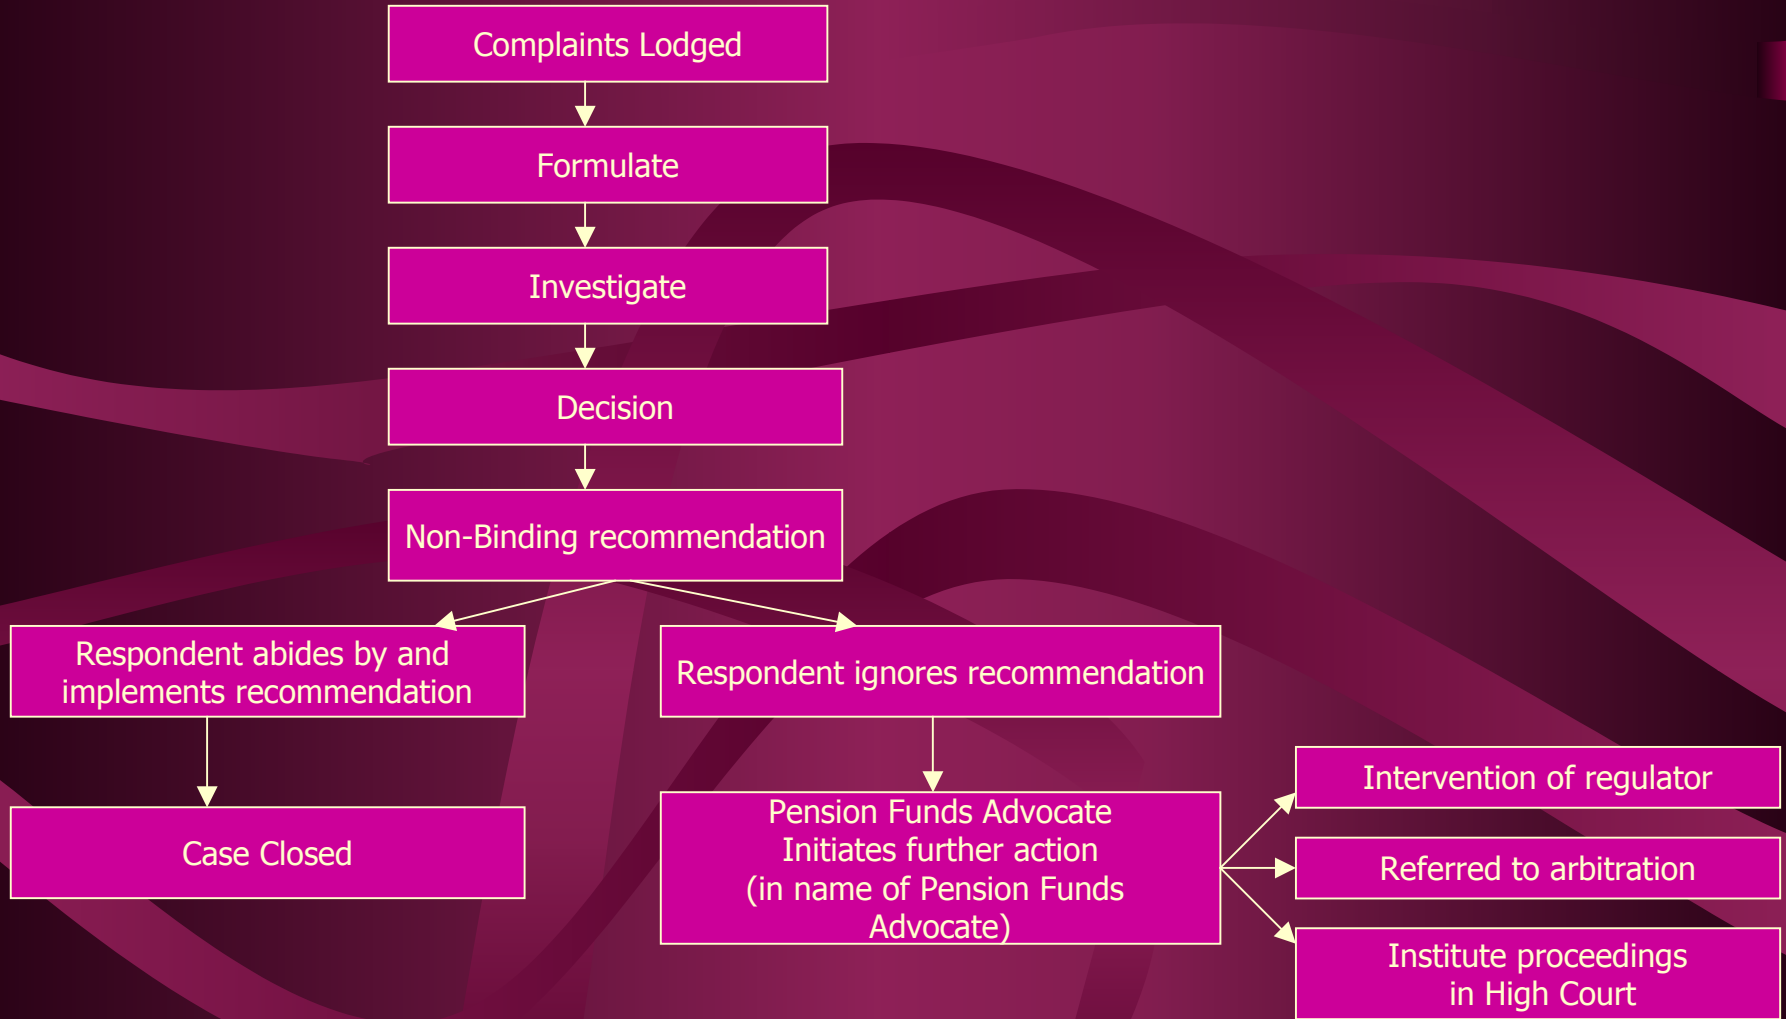 Complaints Lodged
Formulate
Investigate
Decision
Non-Binding recommendation
Respondent abides by and
implements recommendation
Respondent ignores recommendation
Case Closed
Pension Funds Advocate
Initiates further action
(in name of Pension Funds
Advocate)
Intervention of regulator
Referred to arbitration
Institute proceedings
in High Court